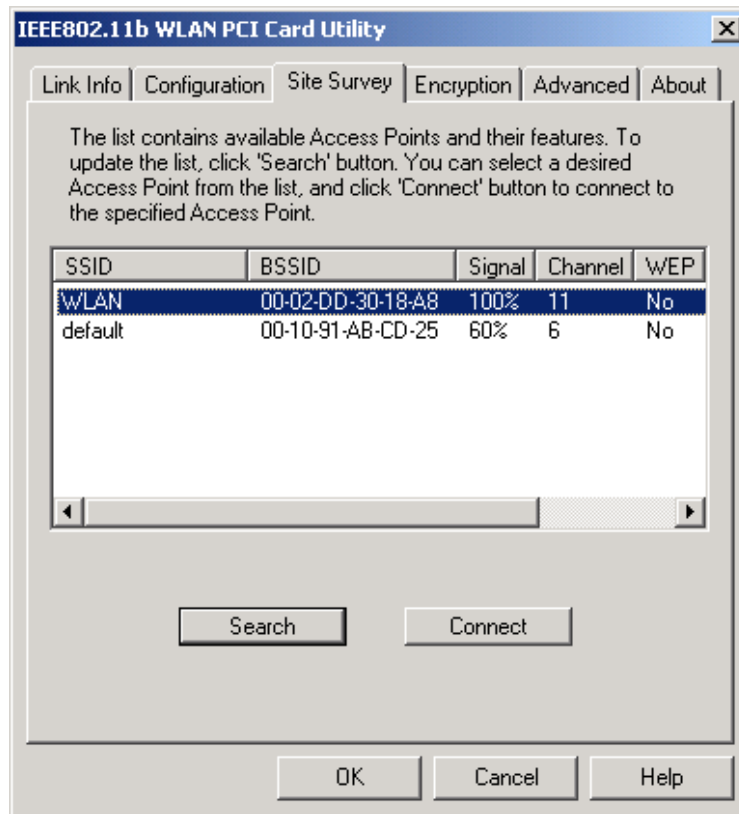 IEEE802.11b WLAN PCI Card Utility
Link Info Configuration Site Survey Encryption Advanced About
The list contains available Access Points and their features. To
update the list, click 'Search' button. You can select a desired
Access Point from the list, and click 'Connect' button to connect to
the specified Access Point.
SSID BSSID Signal Channel WEP
WLAN 00-02-DD-30-18-A8 100% 11 No
default 00-10-91-AB-CD-25 60% 6 No
Search Connect
OK Cancel Help